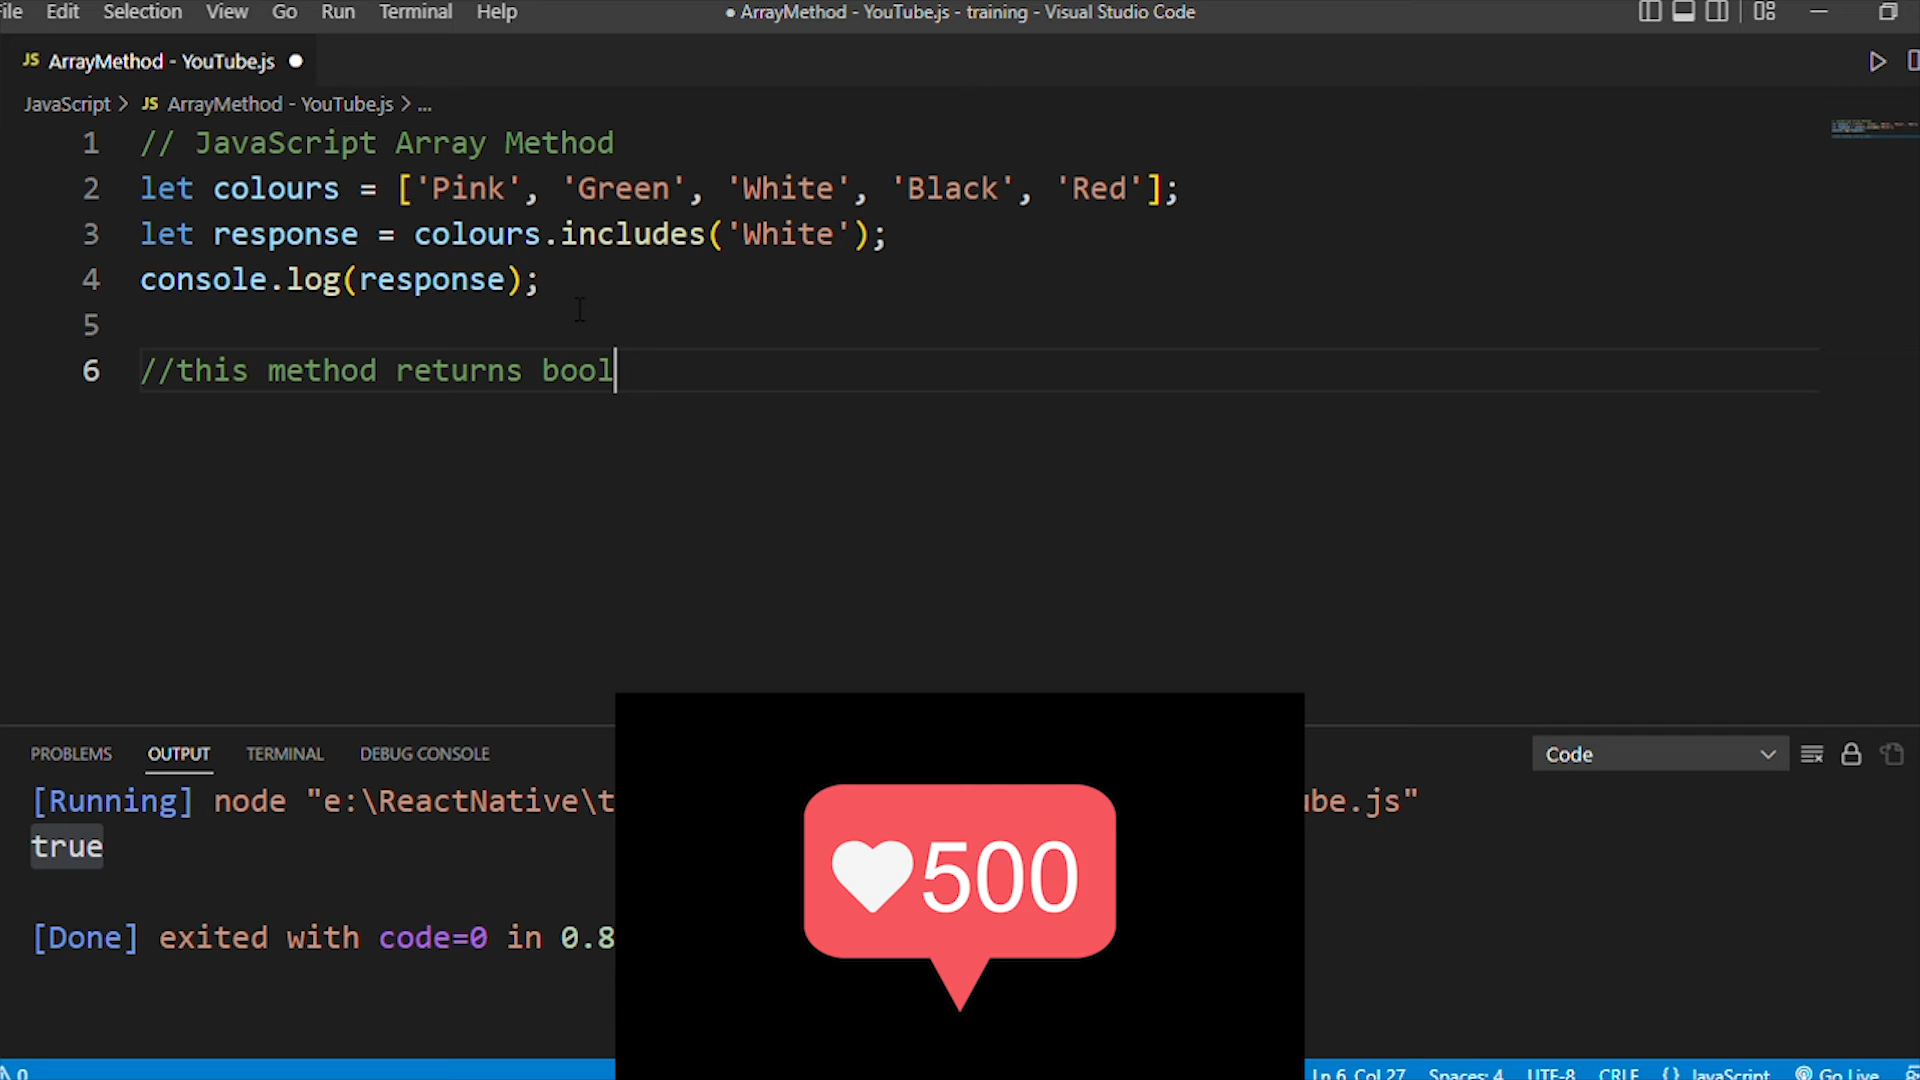 File Edit Selection View Go Run Terminal Help
● ArrayMethod - YouTube.js - training - Visual Studio Code
JS ArrayMethod - YouTube.js ●
JavaScript > JS ArrayMethod - YouTube.js > ...
1 // JavaScript Array Method
2 let colours = ['Pink', 'Green', 'White', 'Black', 'Red'];
3 let response = colours.includes('White');
4 console.log(response);
5
6 //this method returns bool
PROBLEMS OUTPUT TERMINAL DEBUG CONSOLE
Code
[Running] node "e:\ReactNative\t
ube.js"
true
[Done] exited with code=0 in 0.8
500
0
Ln 6, Col 27 Spaces: 4 UTF-8 CRLF {} JavaScript Go Live